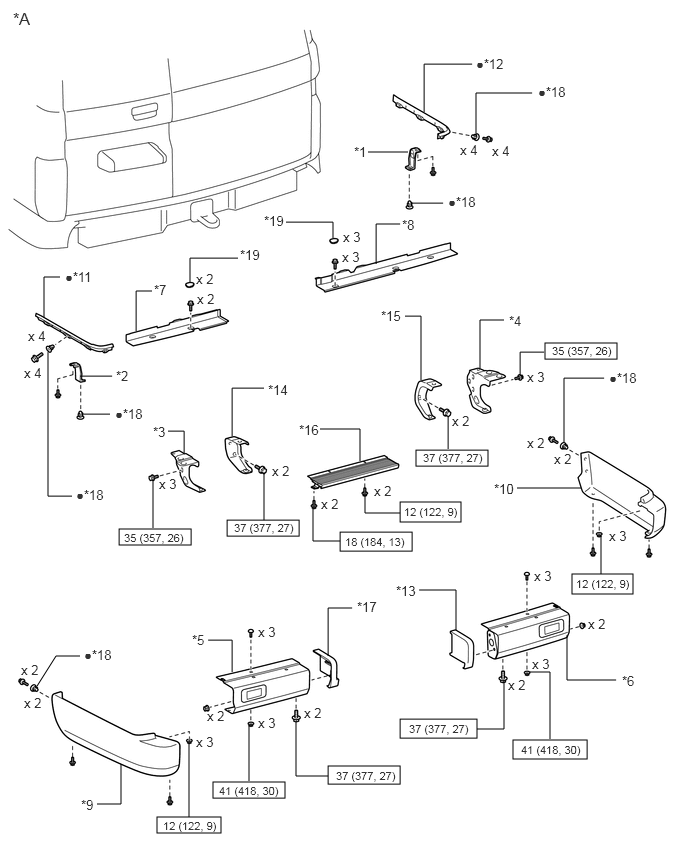 *A
*12
*18
x 4
x 4
*1
*18
*19
*8
x 3
x 3
*19
*11
*7
x 2
x 2
*15
*4
x 4
35 (357, 26)
x 3
x 4
*2
*14
*18
*18
x 2
*3
*16
x 2
x 2
37 (377, 27)
x 2
x 3
*18
x 2
x 2
*10
12 (122, 9)
37 (377, 27)
35 (357, 26)
18 (184, 13)
x 3
12 (122, 9)
x 3
*13
*17
x 3
x 2
*5
*18
x 2
x 3
*6
x 2
x 2
x 2
x 3
x 2
x 3
37 (377, 27)
41 (418, 30)
37 (377, 27)
41 (418, 30)
*9
12 (122, 9)